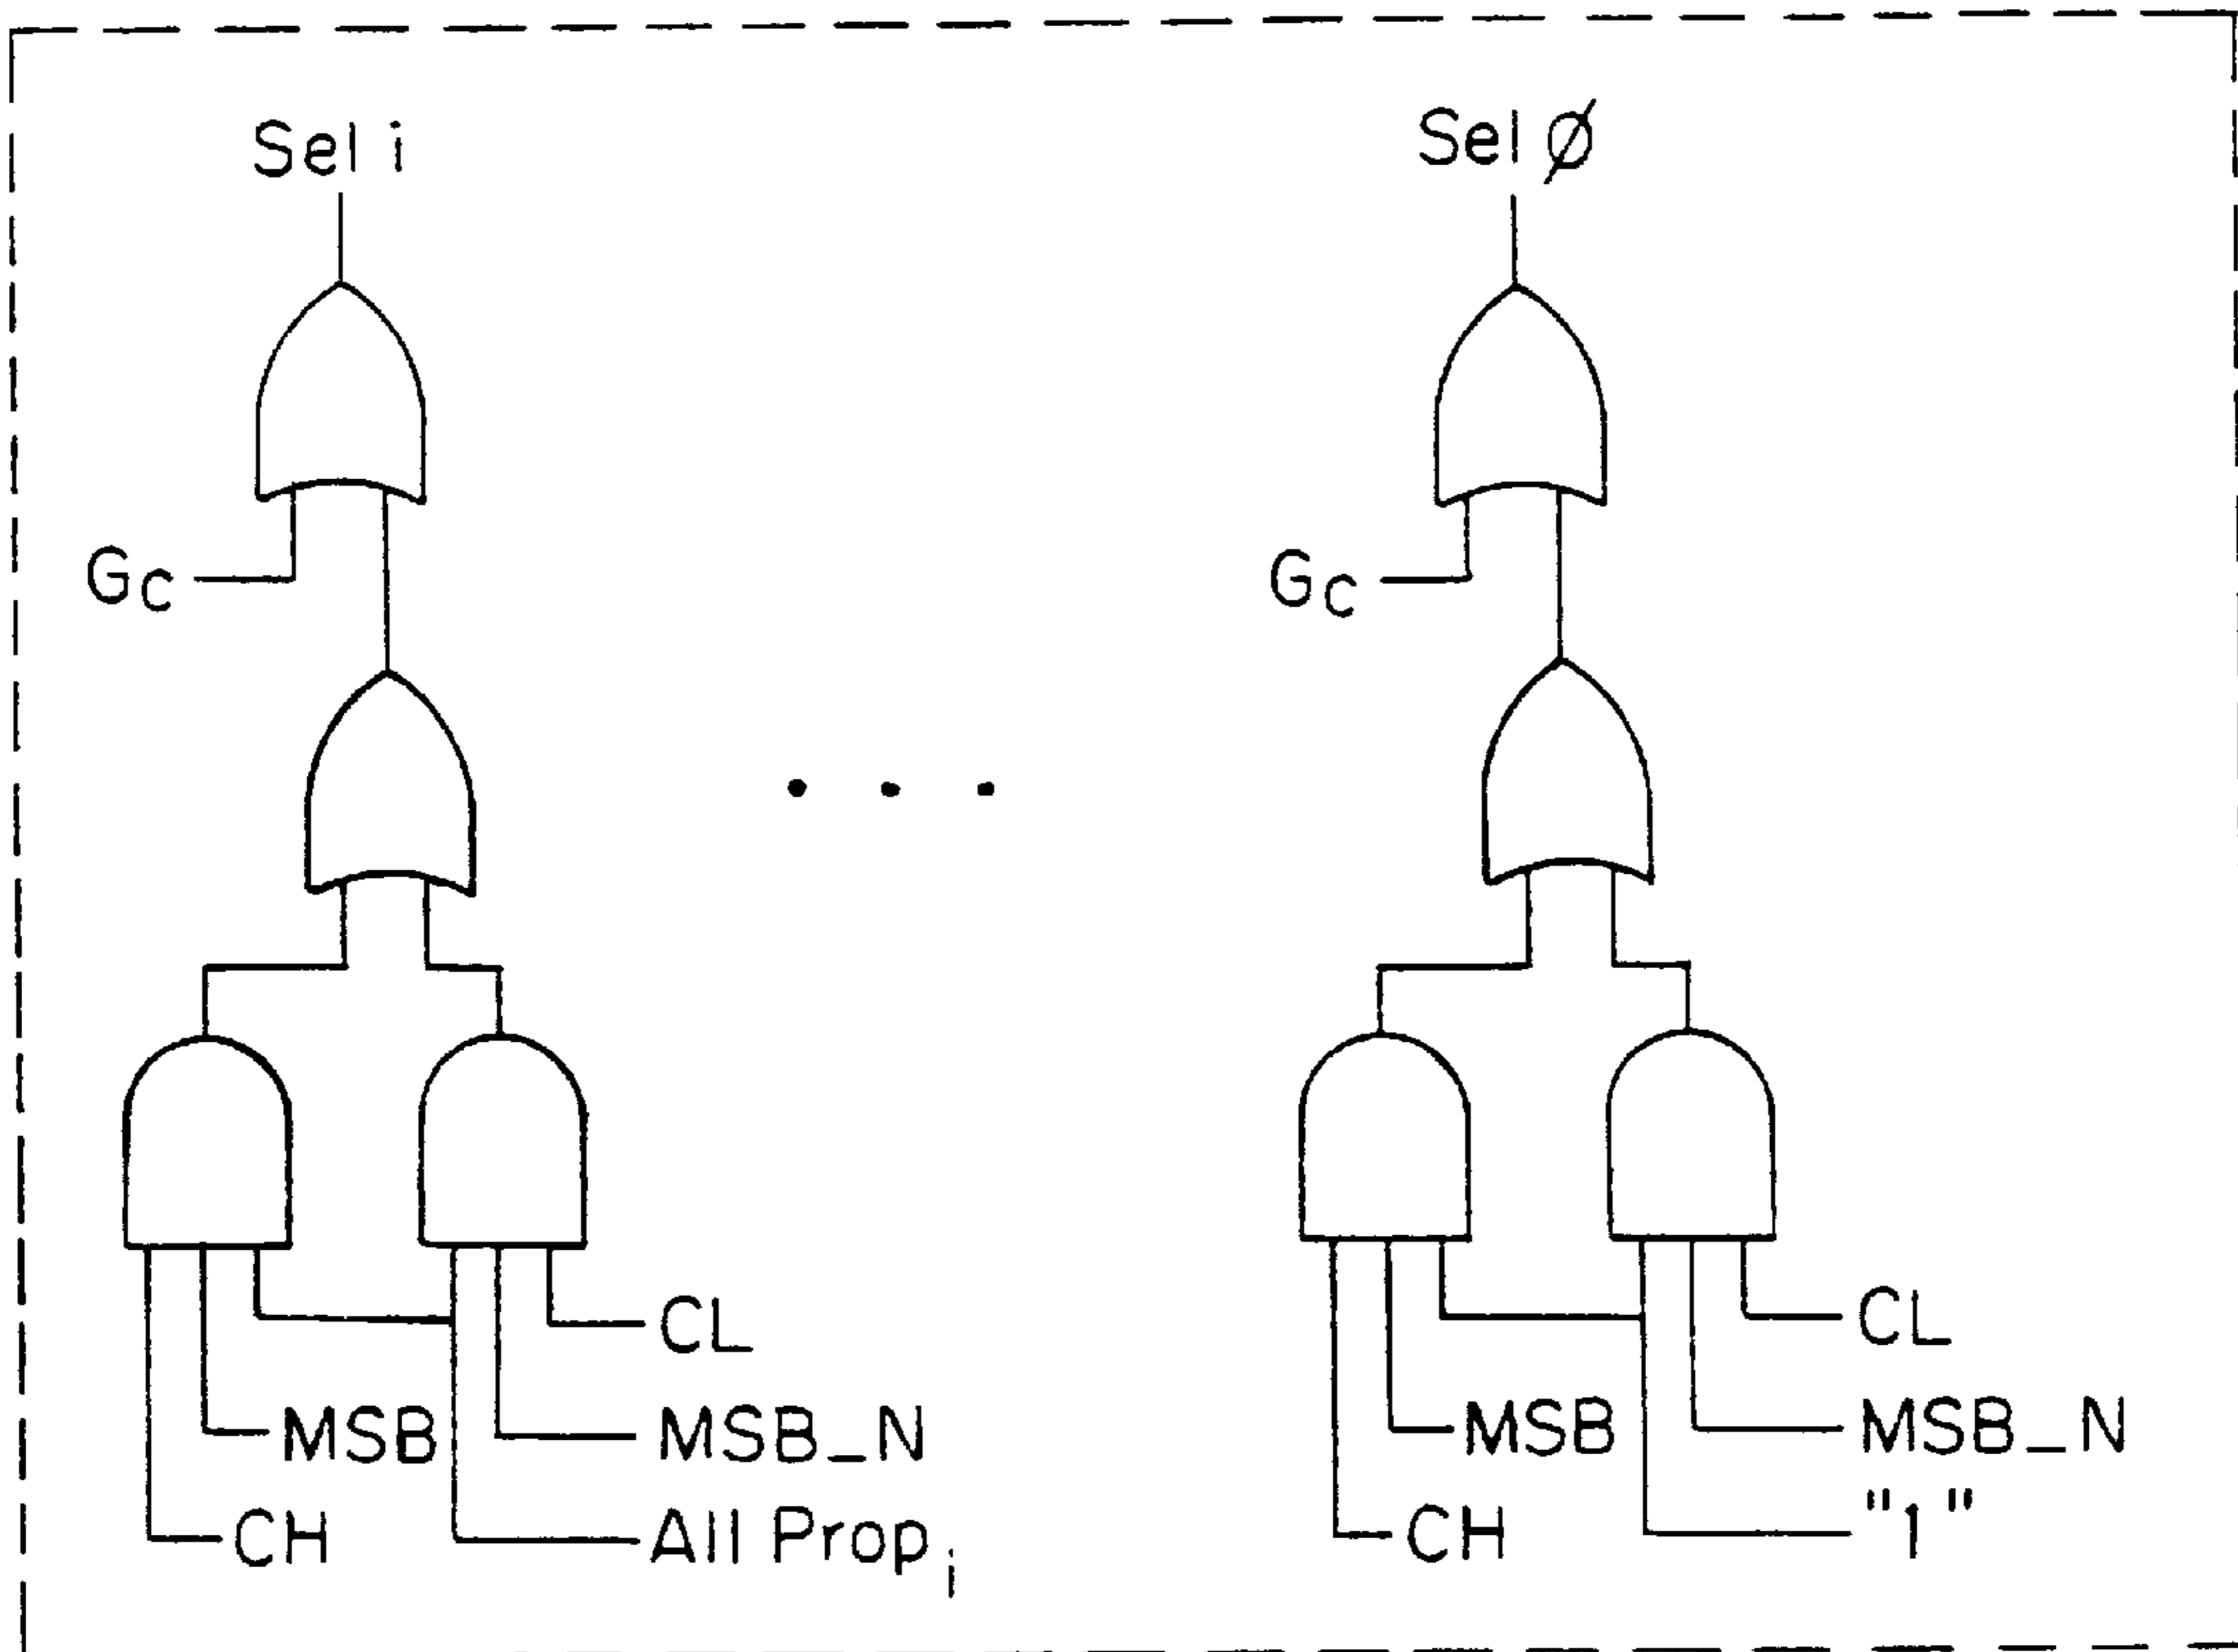 Sel i
Sel Ø
Gc
Gc
CL
CL
MSB
MSB_N
MSB
MSB_N
CH
All Prop i
CH
"1"